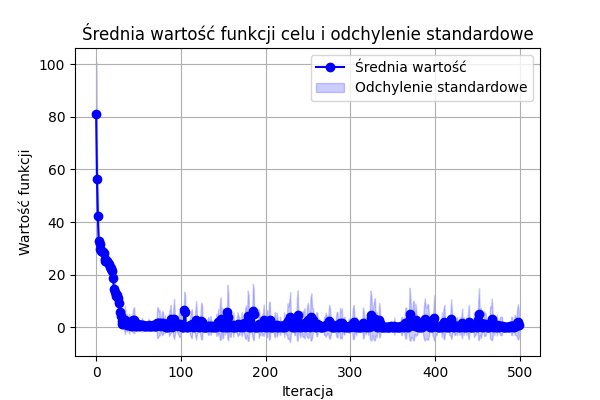 Średnia wartość funkcji celu i odchylenie standardowe
Średnia wartość
Odchylenie standardowe
Wartość funkcji
100
80
60
40
20
0
0 100 200 300 400 500
Iteracja